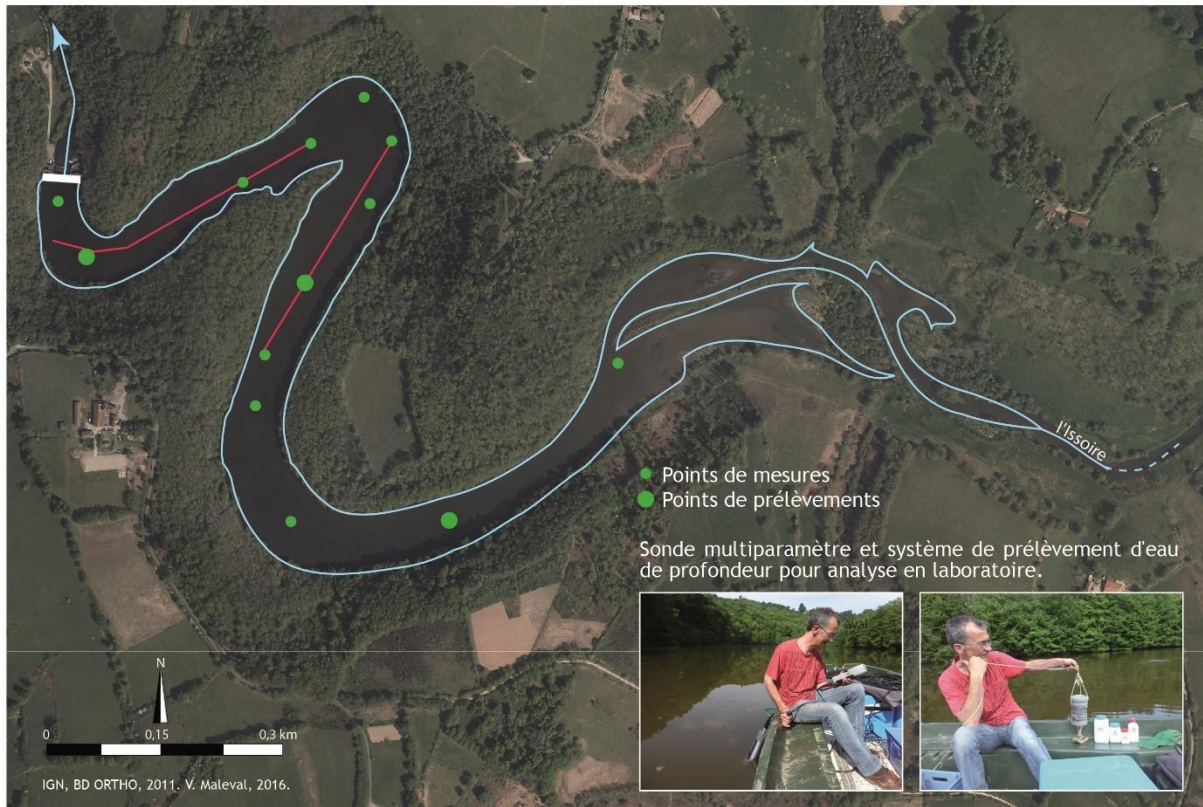 l'Issoire
Points de mesures
Points de prélèvements
Sonde multiparamètre et système de prélèvement d'eau
de profondeur pour analyse en laboratoire.
N
0 0,15 0,3 km
IGN, BD ORTHO, 2011. V. Maleval, 2016.